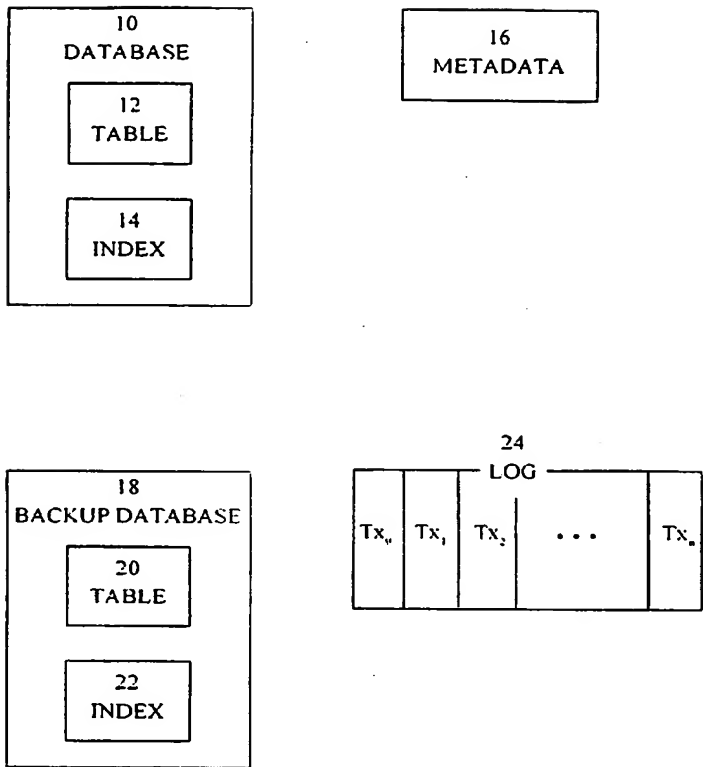 10
DATABASE
12
TABLE
14
INDEX
16
METADATA
18
BACKUP DATABASE
20
TABLE
22
INDEX
24
LOG
Tx₀ Tx₁ Tx₂ • • • Txₙ